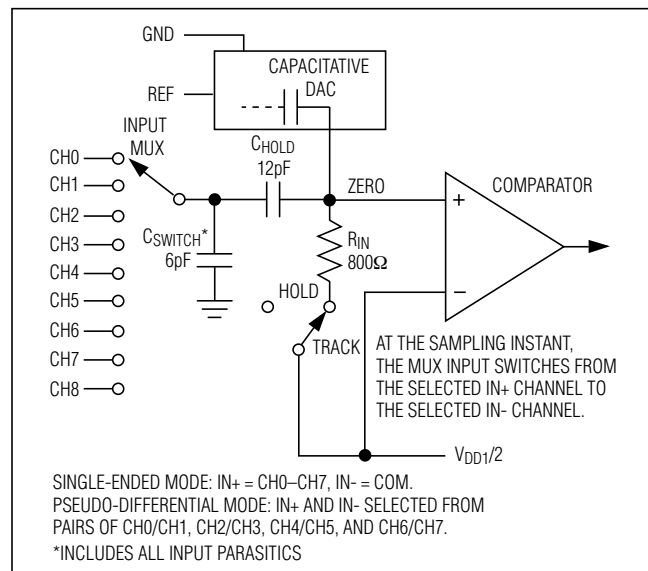 GND
CAPACITATIVE
DAC
REF
INPUT
MUX
CHOLD
12pF
ZERO
COMPARATOR
CH0
CH1
CH2
CH3
CH4
CH5
CH6
CH7
CH8
CSWITCH*
6pF
RIN
800Ω
+
−
HOLD
TRACK
AT THE SAMPLING INSTANT,
THE MUX INPUT SWITCHES FROM
THE SELECTED IN+ CHANNEL TO
THE SELECTED IN- CHANNEL.
VDD1/2
SINGLE-ENDED MODE: IN+ = CH0–CH7, IN- = COM.
PSEUDO-DIFFERENTIAL MODE: IN+ AND IN- SELECTED FROM
PAIRS OF CH0/CH1, CH2/CH3, CH4/CH5, AND CH6/CH7.
*INCLUDES ALL INPUT PARASITICS